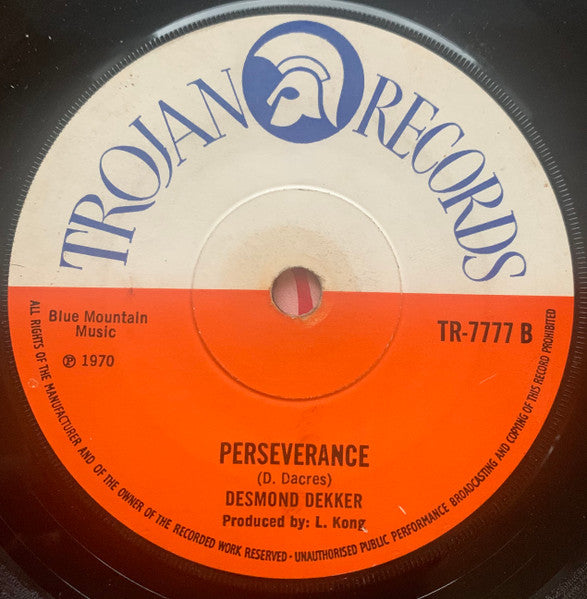 TROJAN RECORDS
Blue Mountain
Music
℗ 1970
TR-7777 B
PERSEVERANCE
(D. Dacres)
DESMOND DEKKER
Produced by: L. Kong
ALL RIGHTS OF THE MANUFACTURER AND OF THE OWNER OF THE RECORDED WORK RESERVED - UNAUTHORISED PUBLIC PERFORMANCE BROADCASTING AND COPYING OF THIS RECORD PROHIBITED